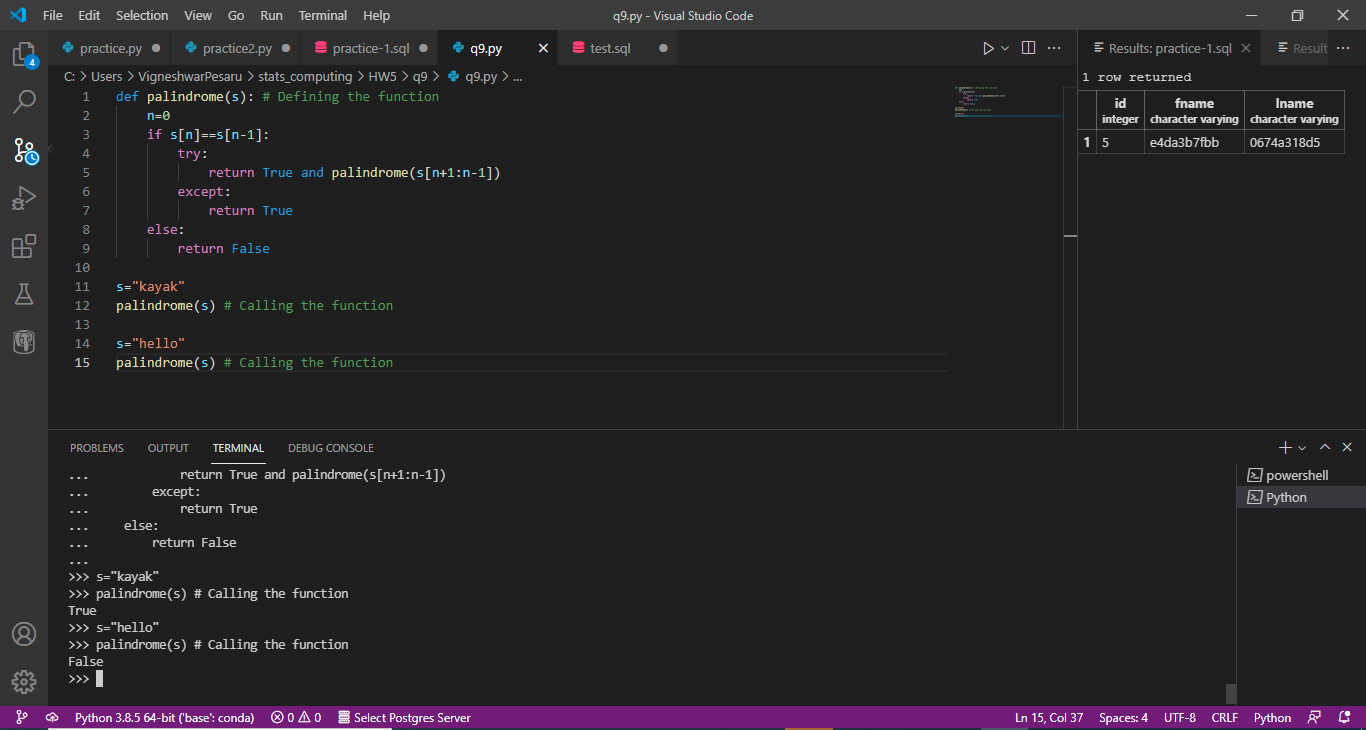 File Edit Selection View Go Run Terminal Help q9.py - Visual Studio Code
practice.py practice2.py practice-1.sql q9.py test.sql Results: practice-1.sql Result
C: > Users > VigneshwarPesaru > stats_computing > HW5 > q9 > q9.py > ...
1 def palindrome(s): # Defining the function
2     n=0
3     if s[n]==s[n-1]:
4         try:
5             return True and palindrome(s[n+1:n-1])
6         except:
7             return True
8     else:
9         return False
10
11 s="kayak"
12 palindrome(s) # Calling the function
13
14 s="hello"
15 palindrome(s) # Calling the function
1 row returned
id fname lname
integer character varying character varying
1 5 e4da3b7fbb 0674a318d5
4
PROBLEMS OUTPUT TERMINAL DEBUG CONSOLE
...             return True and palindrome(s[n+1:n-1])
...         except:
...             return True
...     else:
...         return False
...
>>> s="kayak"
>>> palindrome(s) # Calling the function
True
>>> s="hello"
>>> palindrome(s) # Calling the function
False
>>>
powershell
Python
Python 3.8.5 64-bit ('base': conda) 0 0 Select Postgres Server Ln 15, Col 37 Spaces: 4 UTF-8 CRLF Python